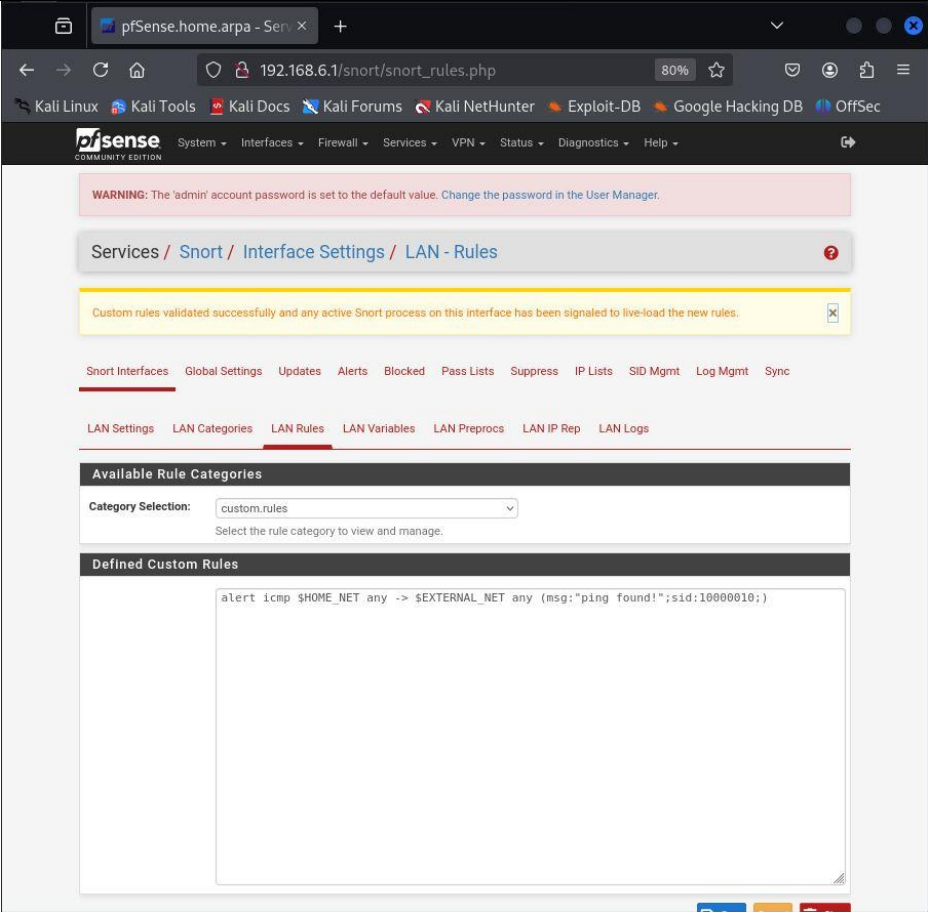 pfSense.home.arpa - Serv
192.168.6.1/snort/snort_rules.php 80%
Kali Linux Kali Tools Kali Docs Kali Forums Kali NetHunter Exploit-DB Google Hacking DB OffSec
pfsense System Interfaces Firewall Services VPN Status Diagnostics Help
COMMUNITY EDITION
WARNING: The 'admin' account password is set to the default value. Change the password in the User Manager.
Services / Snort / Interface Settings / LAN - Rules
Custom rules validated successfully and any active Snort process on this interface has been signaled to live-load the new rules.
Snort Interfaces Global Settings Updates Alerts Blocked Pass Lists Suppress IP Lists SID Mgmt Log Mgmt Sync
LAN Settings LAN Categories LAN Rules LAN Variables LAN Preprocs LAN IP Rep LAN Logs
Available Rule Categories
Category Selection: custom.rules
Select the rule category to view and manage.
Defined Custom Rules
alert icmp $HOME_NET any -> $EXTERNAL_NET any (msg:"ping found!";sid:10000010;)